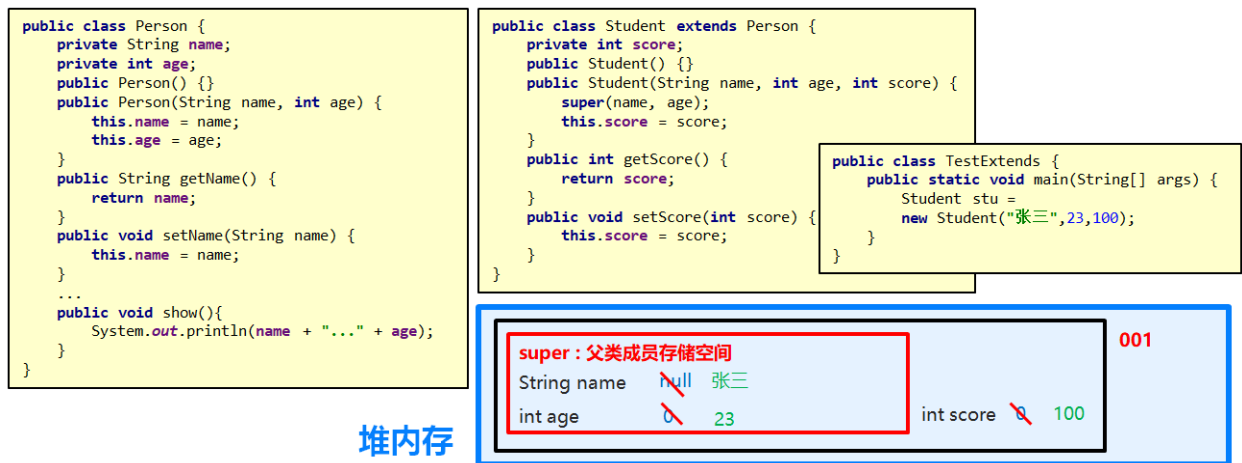 public class Person {
    private String name;
    private int age;
    public Person() {}
    public Person(String name, int age) {
        this.name = name;
        this.age = age;
    }
    public String getName() {
        return name;
    }
    public void setName(String name) {
        this.name = name;
    }
    ...
    public void show(){
        System.out.println(name + "..." + age);
    }
}
public class Student extends Person {
    private int score;
    public Student() {}
    public Student(String name, int age, int score) {
        super(name, age);
        this.score = score;
    }
    public int getScore() {
        return score;
    }
    public void setScore(int score) {
        this.score = score;
    }
}
public class TestExtends {
    public static void main(String[] args) {
        Student stu =
        new Student("张三",23,100);
    }
}
堆内存
001
super : 父类成员存储空间
String name null 张三
int age 0 23
int score 0 100